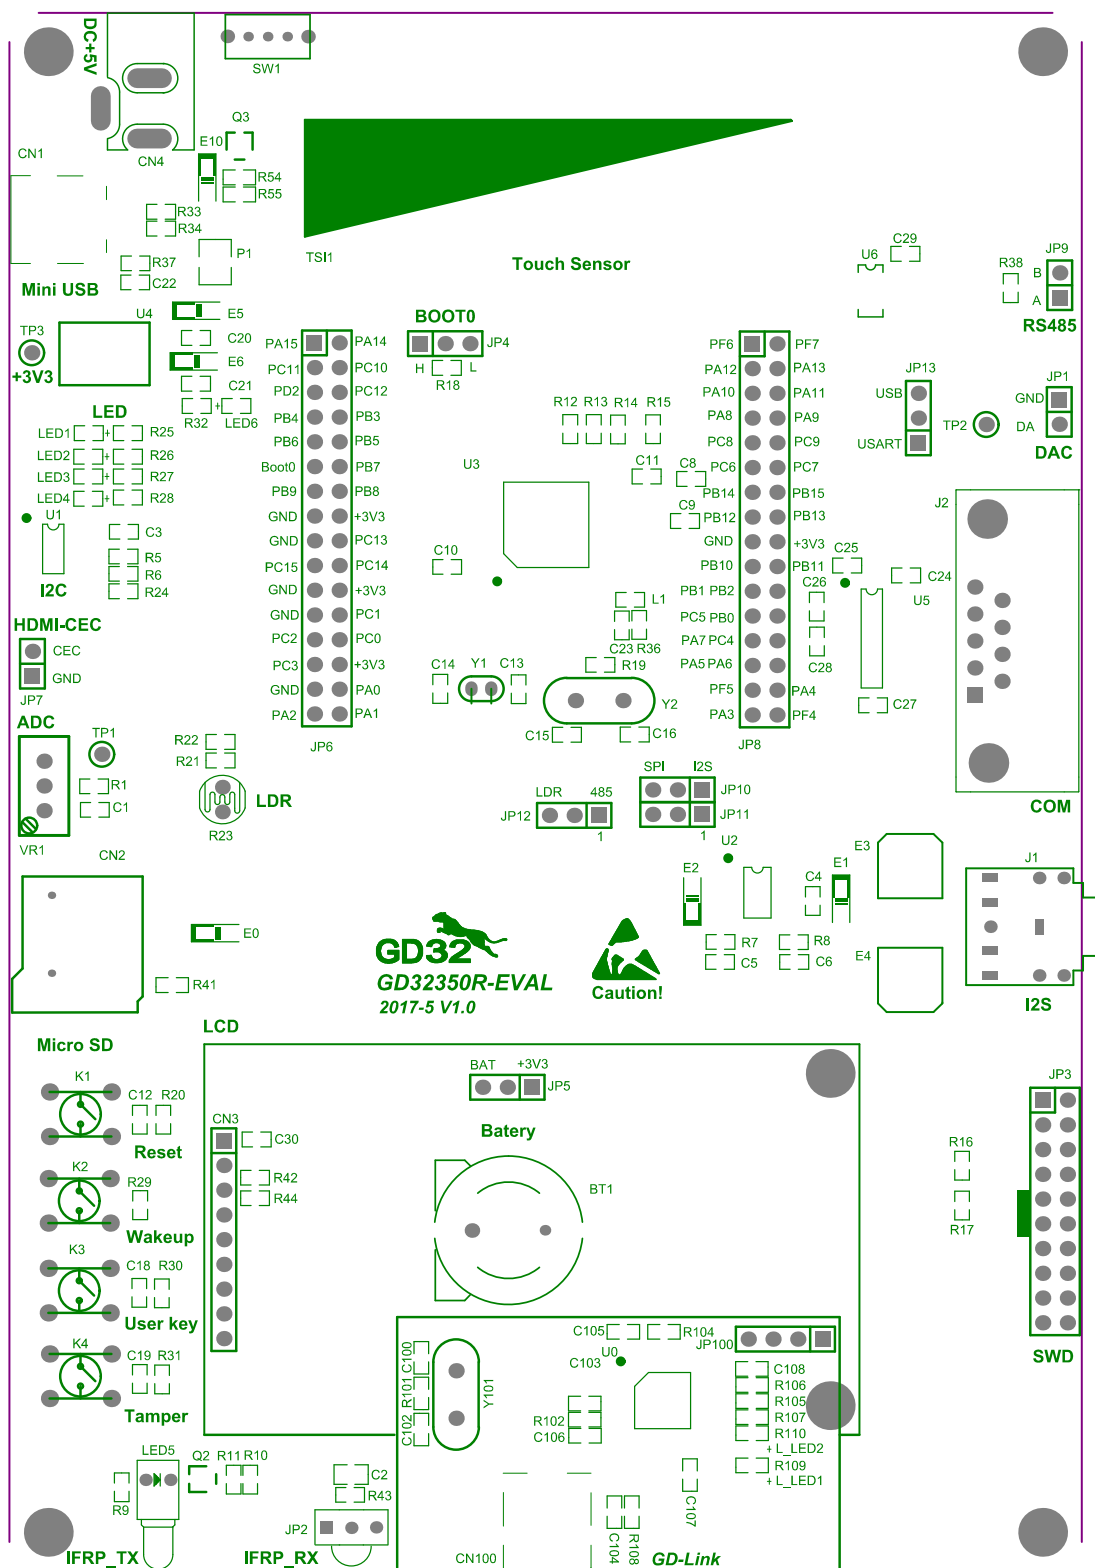 DC+5V
SW1
Q3
E10
CN1
CN4
R54
R55
R33
R34
P1
TSI1
Touch Sensor
C29
U6
JP9
R38
B
A
RS485
R37
C22
Mini USB
U4
E5
TP3
+3V3
C20
E6
C21
R32
LED6
BOOT0
JP4
H
L
R18
PA15
PA14
PC11
PC10
PD2
PC12
PB4
PB3
PB6
PB5
Boot0
PB7
PB9
PB8
GND
+3V3
GND
PC13
PC15
PC14
GND
+3V3
GND
PC1
PC2
PC0
PC3
+3V3
GND
PA0
PA2
PA1
JP6
PF6
PF7
PA12
PA13
PA10
PA11
PA8
PA9
PC8
PC9
PC6
PC7
PB14
PB15
PB12
PB13
GND
+3V3
PB10
PB11
PB1
PB2
PC5
PB0
PA7
PC4
PA5
PA6
PF5
PA4
PA3
PF4
JP8
JP13
USB
USART
TP2
JP1
GND
DA
DAC
LED
LED1
+
R25
LED2
+
R26
LED3
+
R27
LED4
+
R28
U1
C3
R5
R6
R24
I2C
R12
R13
R14
R15
U3
C11
C8
C9
C10
J2
C25
C24
C26
U5
L1
C23
R36
C28
R19
C27
HDMI-CEC
CEC
GND
JP7
C14
Y1
C13
Y2
C15
C16
ADC
TP1
R22
R21
R1
C1
VR1
LDR
R23
SPI
I2S
JP10
JP11
1
LDR
485
JP12
1
COM
CN2
U2
E2
E1
C4
E3
J1
E0
R7
R8
C5
C6
E4
I2S
R41
GD32
GD32350R-EVAL
2017-5 V1.0
Caution!
LCD
Micro SD
K1
C12
R20
Reset
K2
R29
Wakeup
K3
C18
R30
User key
K4
C19
R31
Tamper
CN3
C30
R42
R44
BAT
+3V3
JP5
Batery
BT1
JP3
R16
R17
SWD
C105
R104
JP100
U0
C103
C100
R101
C102
Y101
R102
C106
C108
R106
R105
R107
R110
+ L_LED2
R109
+ L_LED1
C107
C104
R108
CN100
GD-Link
LED5
Q2
R11
R10
R9
IFRP_TX
C2
R43
JP2
IFRP_RX